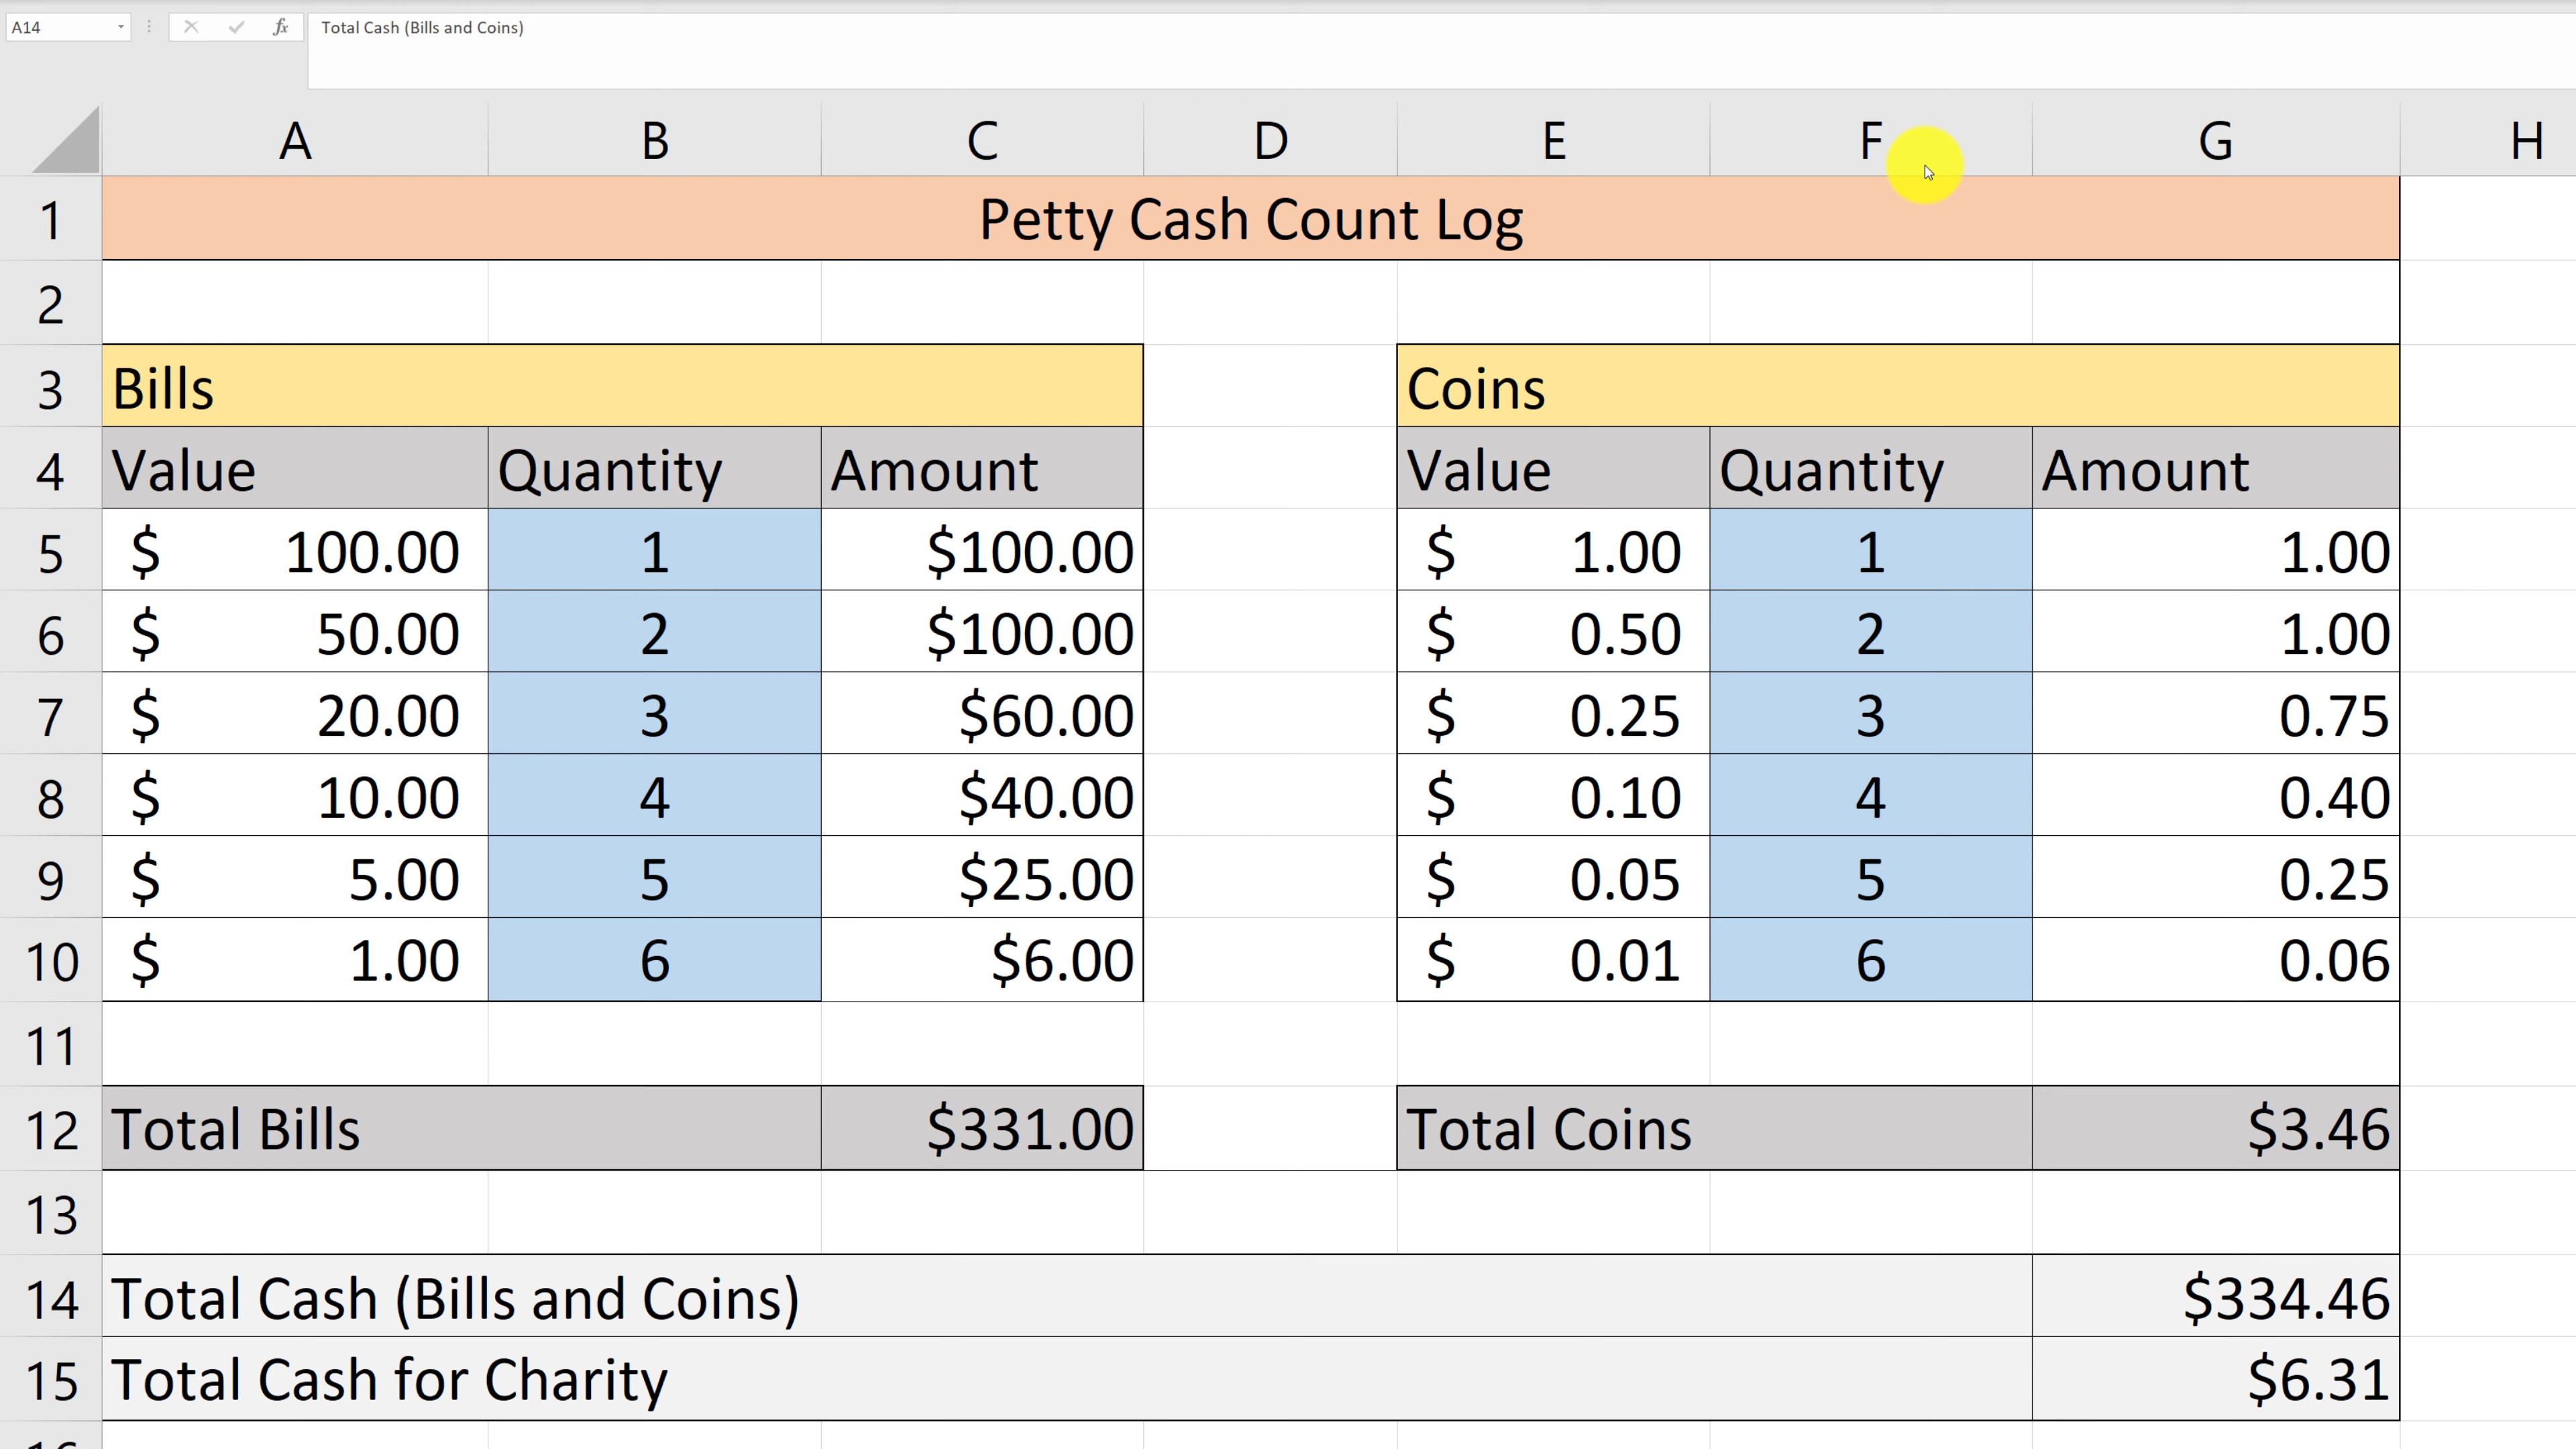 A14 fx Total Cash (Bills and Coins)
A B C D E F G H
1 Petty Cash Count Log
2
3 Bills Coins
4 Value Quantity Amount Value Quantity Amount
5 $ 100.00 1 $100.00 $ 1.00 1 1.00
6 $ 50.00 2 $100.00 $ 0.50 2 1.00
7 $ 20.00 3 $60.00 $ 0.25 3 0.75
8 $ 10.00 4 $40.00 $ 0.10 4 0.40
9 $ 5.00 5 $25.00 $ 0.05 5 0.25
10 $ 1.00 6 $6.00 $ 0.01 6 0.06
11
12 Total Bills $331.00 Total Coins $3.46
13
14 Total Cash (Bills and Coins) $334.46
15 Total Cash for Charity $6.31
16